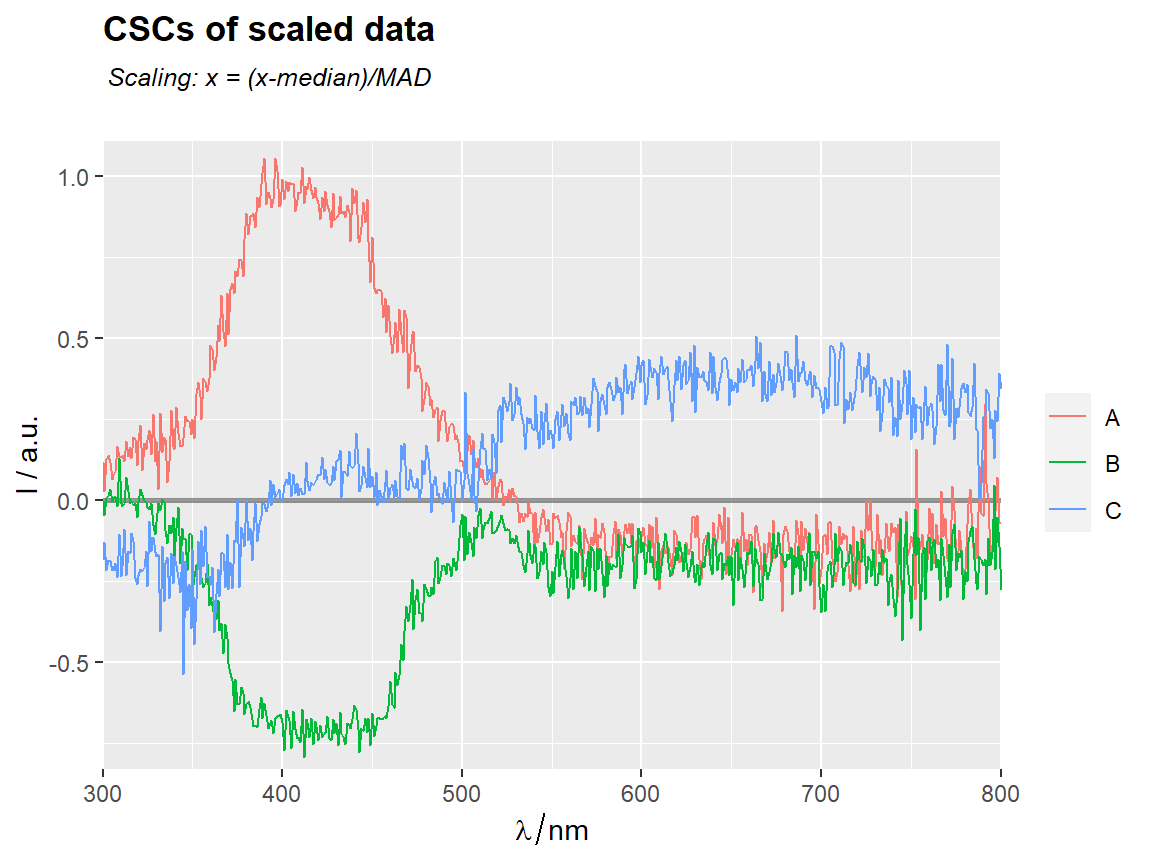 CSCs of scaled data
Scaling: x = (x-median)/MAD
I / a.u.
1.0
0.5
0.0
-0.5
300 400 500 600 700 800
λ/nm
A
B
C